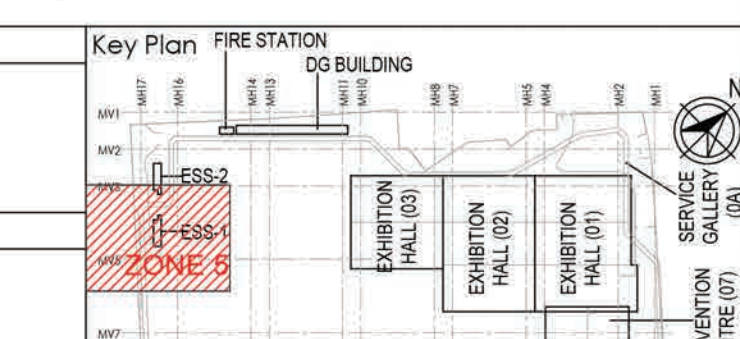 Key Plan
FIRE STATION
DG BUILDING
MH17
MH16
MH14
MH13
MH11
MH10
MH8
MH7
MH5
MH4
MH2
MH1
N
MV1
MV2
MV3
ESS-2
ESS-1
MV5
ZONE 5
MV7
EXHIBITION
HALL (03)
EXHIBITION
HALL (02)
EXHIBITION
HALL (01)
SERVICE
GALLERY
(0A)
VENTION
TRE (07)